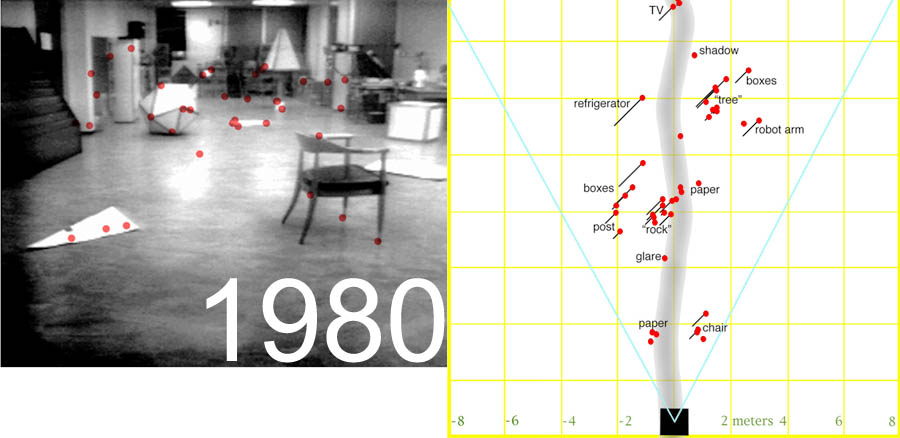 1980
TV
shadow
boxes
refrigerator
"tree"
robot arm
boxes
paper
post
"rock"
glare
paper
chair
-8 -6 -4 -2 2 meters 4 6 8